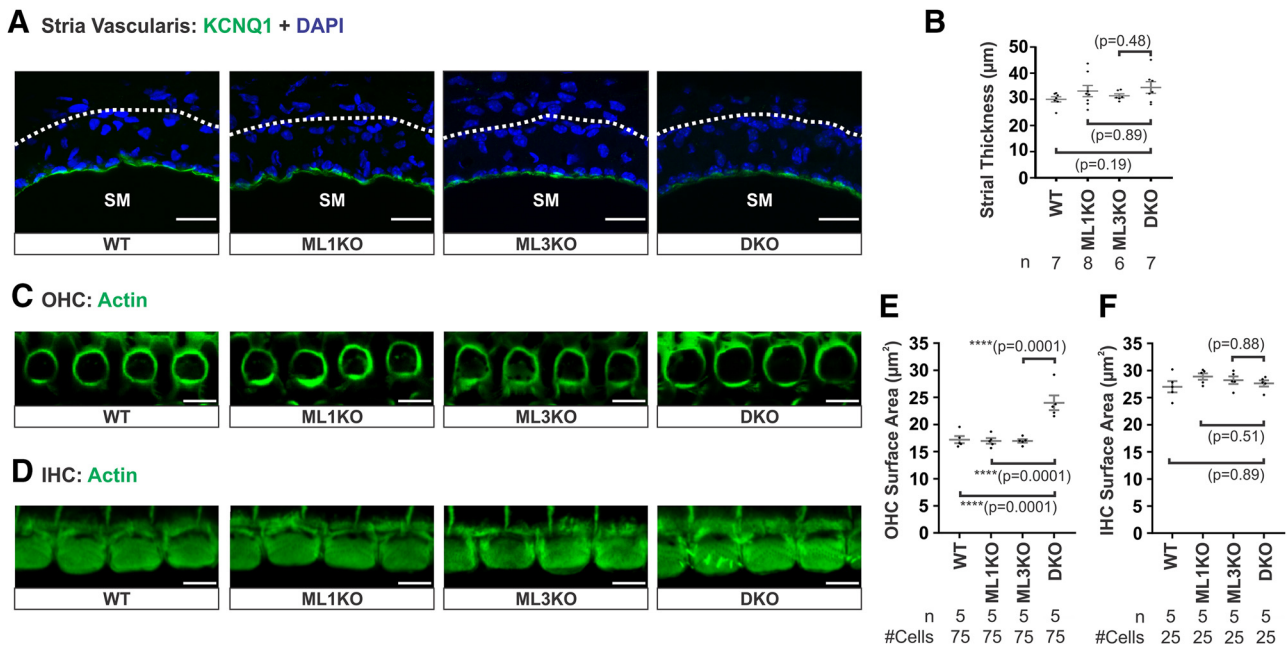 A Stria Vascularis: KCNQ1 + DAPI
SM SM SM SM
WT ML1KO ML3KO DKO
B
Strial Thickness (µm)
50
40
30
20
10
0
(p=0.48)
(p=0.89)
(p=0.19)
WT ML1KO ML3KO DKO
n 7 8 6 7
C OHC: Actin
WT ML1KO ML3KO DKO
D IHC: Actin
WT ML1KO ML3KO DKO
E
OHC Surface Area (µm²)
35
30
25
20
15
10
5
0
****(p=0.0001)
****(p=0.0001)
****(p=0.0001)
WT ML1KO ML3KO DKO
n 5 5 5 5
#Cells 75 75 75 75
F
IHC Surface Area (µm²)
35
30
25
20
15
10
5
0
(p=0.88)
(p=0.51)
(p=0.89)
WT ML1KO ML3KO DKO
n 5 5 5 5
#Cells 25 25 25 25